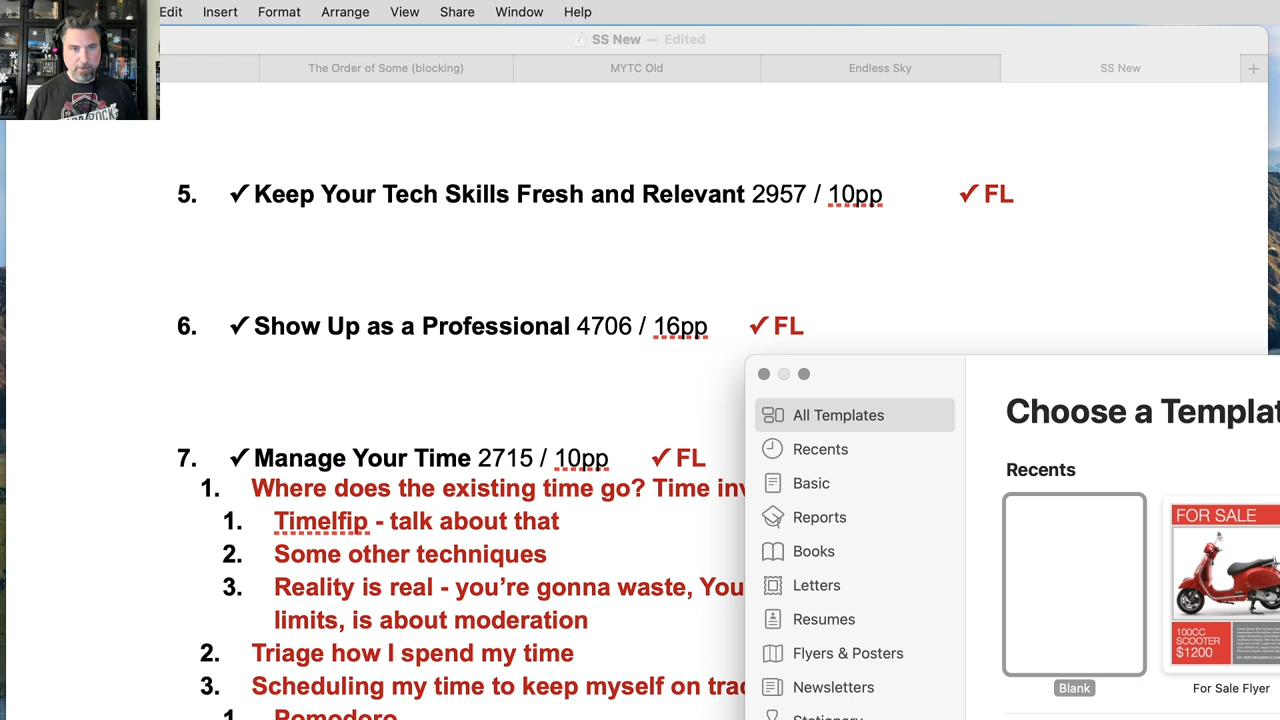 Edit Insert Format Arrange View Share Window Help
SS New — Edited
The Order of Some (blocking) MYTC Old Endless Sky SS New +
5. ✓ Keep Your Tech Skills Fresh and Relevant 2957 / 10pp ✓ FL
6. ✓ Show Up as a Professional 4706 / 16pp ✓ FL
7. ✓ Manage Your Time 2715 / 10pp ✓ FL
1. Where does the existing time go? Time inv
1. Timelfip - talk about that
2. Some other techniques
3. Reality is real - you're gonna waste, You
limits, is about moderation
2. Triage how I spend my time
3. Scheduling my time to keep myself on trac
1. Pomodoro
All Templates
Recents
Basic
Reports
Books
Letters
Resumes
Flyers & Posters
Newsletters
Stationery
Choose a Templat
Recents
FOR SALE
100CC
SCOOTER
$1200
Blank
For Sale Flyer